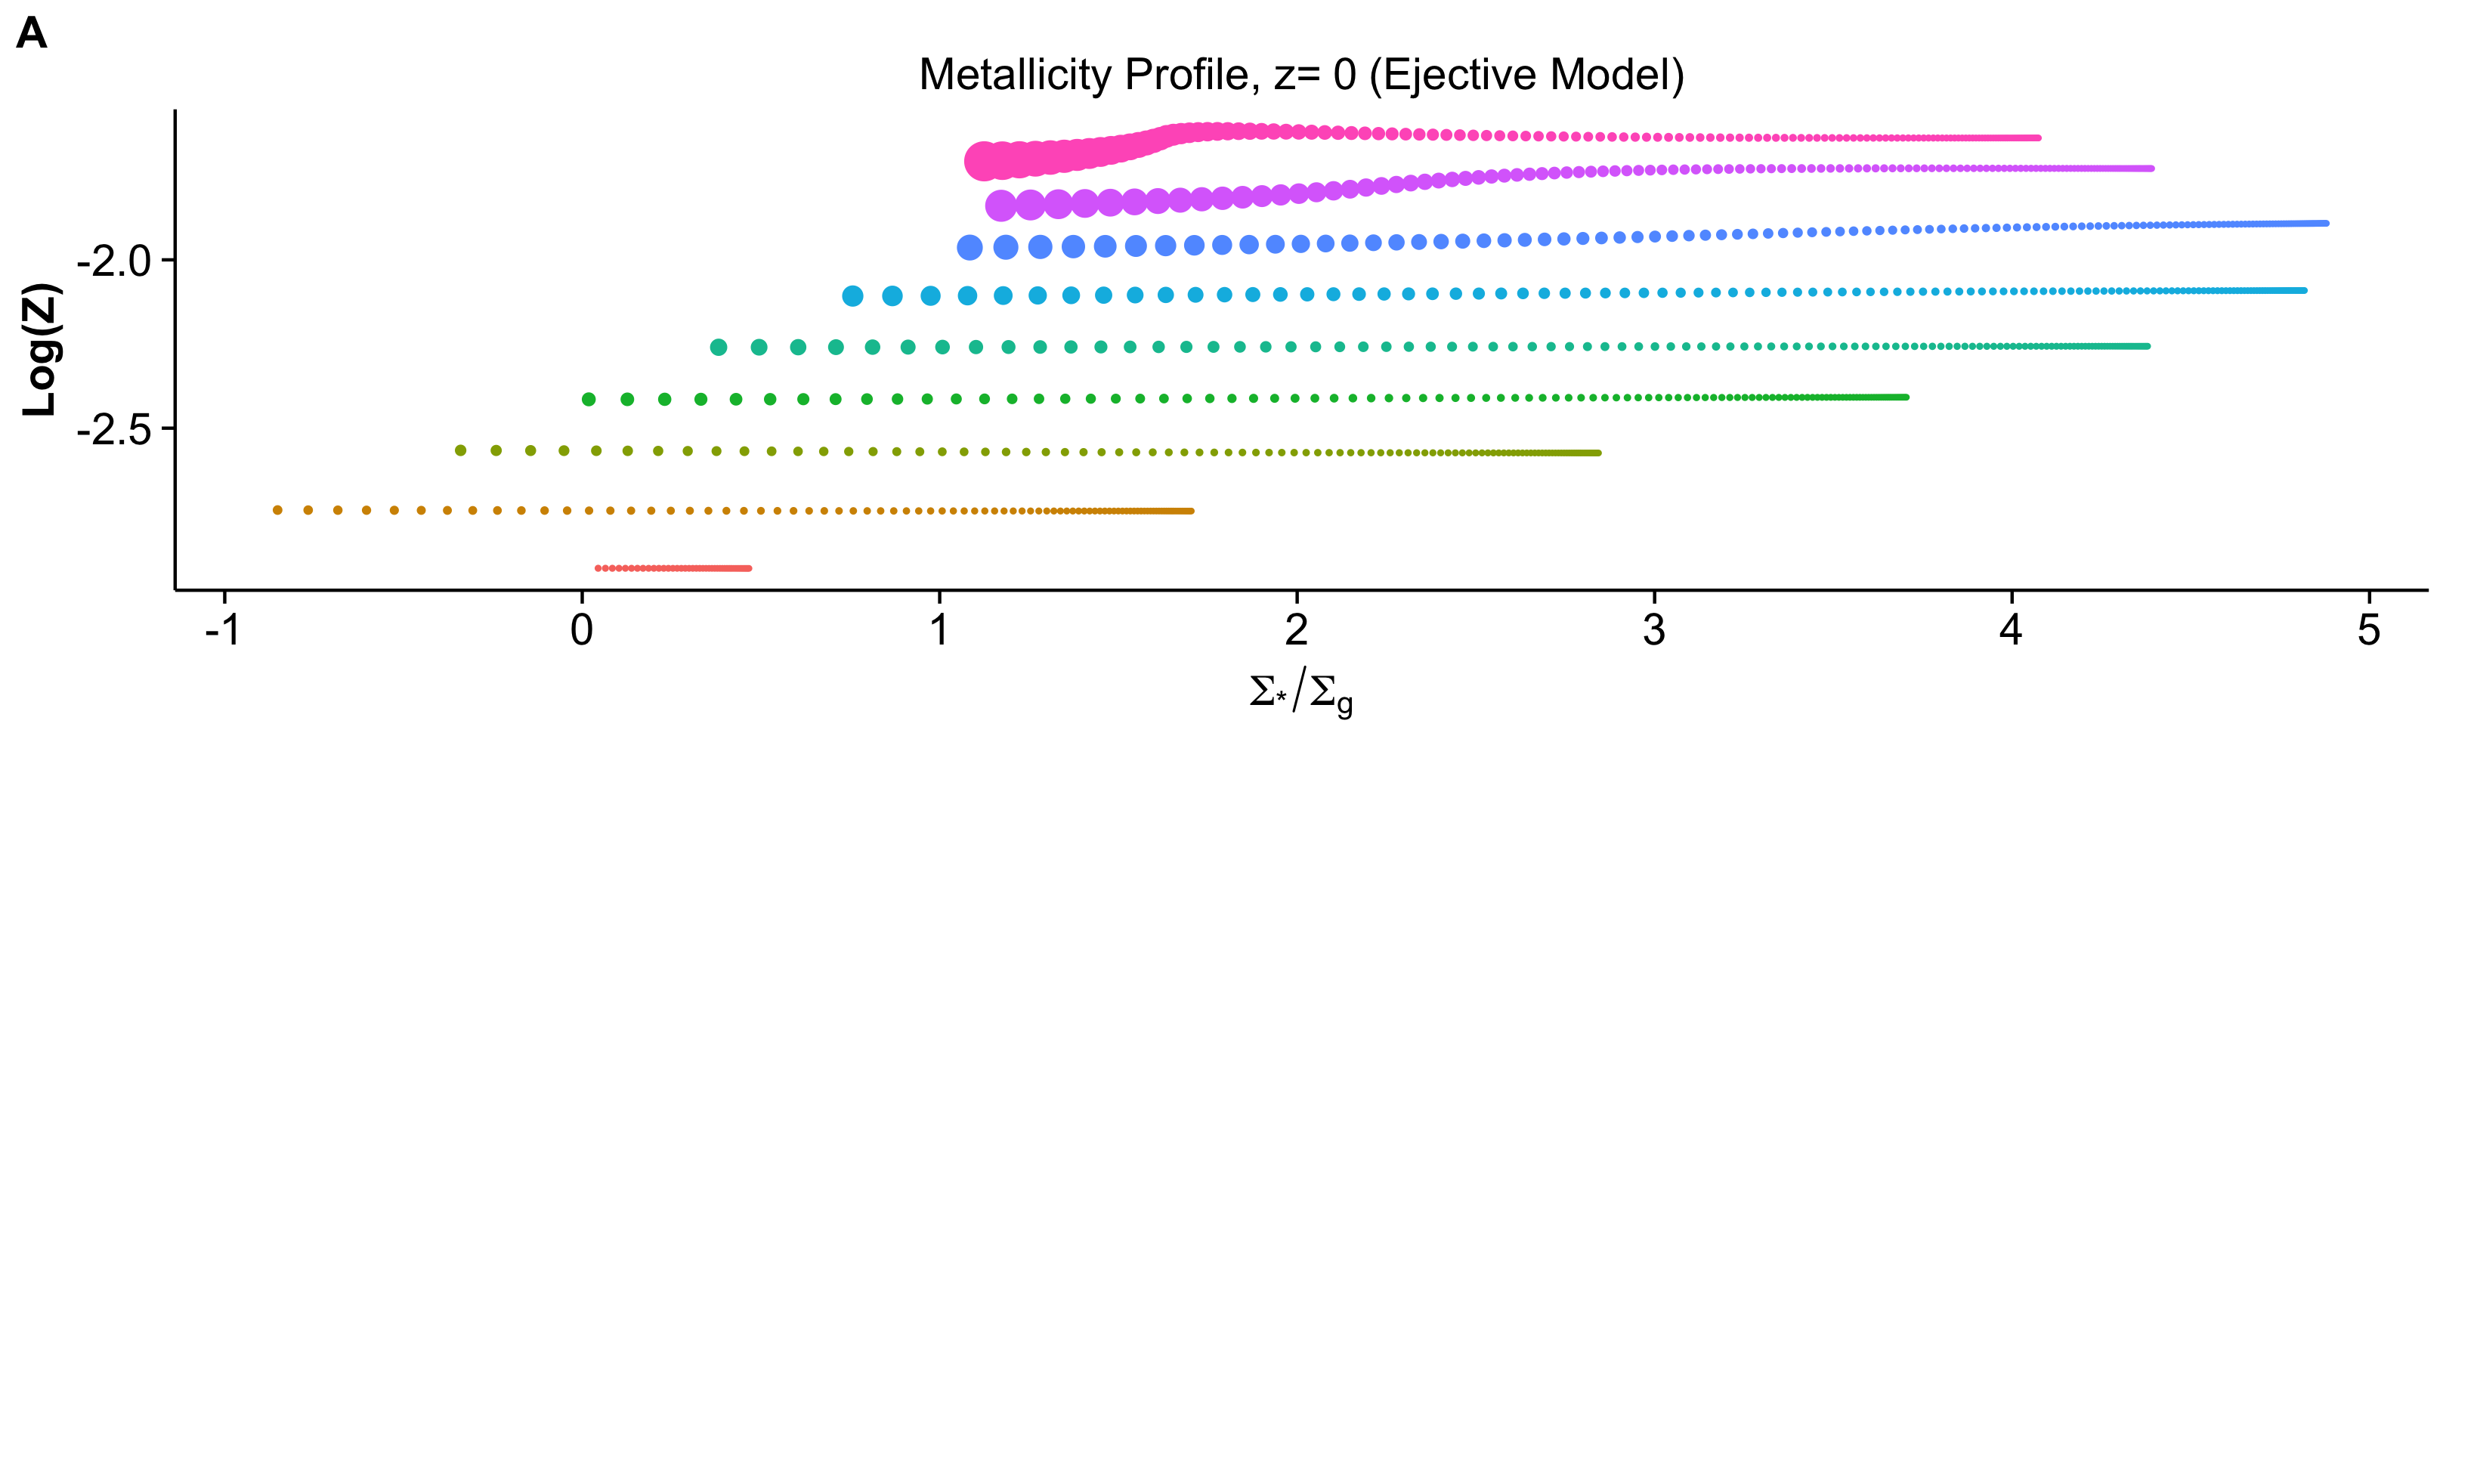 A
Metallicity Profile, z= 0 (Ejective Model)
Log(Z)
-2.0
-2.5
-1 0 1 2 3 4 5
Σ*/Σg